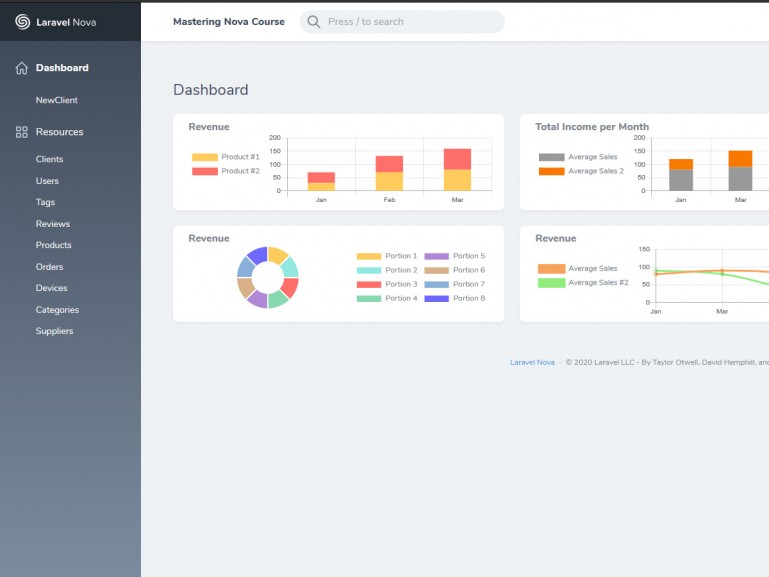 Laravel Nova
Mastering Nova Course
Press / to search
Dashboard
NewClient
Resources
Clients
Users
Tags
Reviews
Products
Orders
Devices
Categories
Suppliers
Dashboard
Revenue
Product #1
Product #2
200
150
100
50
0
Jan Feb Mar
Total Income per Month
Average Sales
Average Sales 2
200
150
100
50
0
Jan Mar
Revenue
Portion 1 Portion 5
Portion 2 Portion 6
Portion 3 Portion 7
Portion 4 Portion 8
Revenue
Average Sales
Average Sales #2
150
100
50
0
Jan Mar
Laravel Nova · © 2020 Laravel LLC - By Taylor Otwell, David Hemphill, and